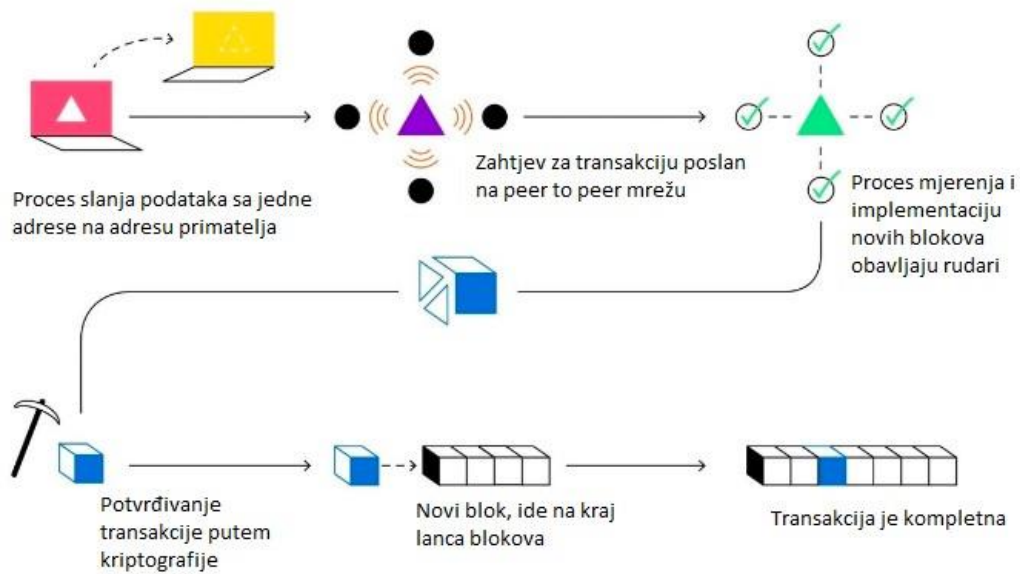 Proces slanja podataka sa jedne
adrese na adresu primatelja
Zahtjev za transakciju poslan
na peer to peer mrežu
Proces mjerenja i
implementaciju
novih blokova
obavljaju rudari
Potvrđivanje
transakcije putem
kriptografije
Novi blok, ide na kraj
lanca blokova
Transakcija je kompletna